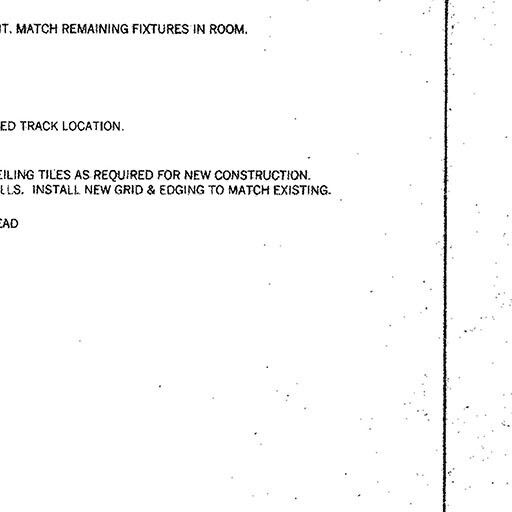 T. MATCH REMAINING FIXTURES IN ROOM.
ED TRACK LOCATION.
EILING TILES AS REQUIRED FOR NEW CONSTRUCTION.
LLS. INSTALL NEW GRID & EDGING TO MATCH EXISTING.
EAD